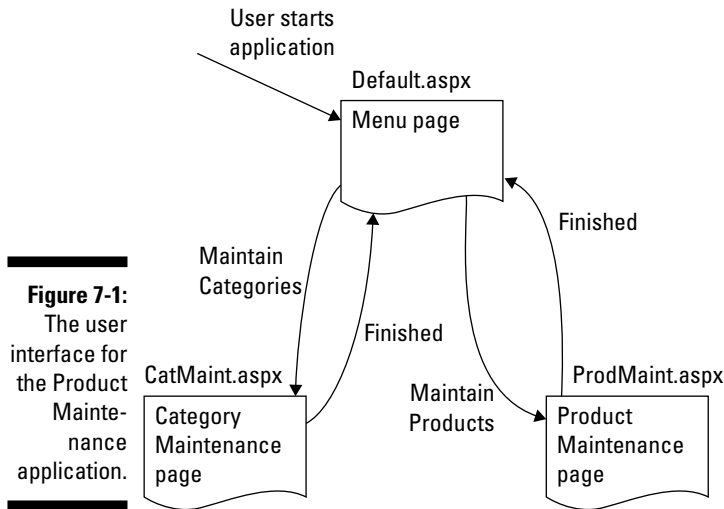 User starts
application
Default.aspx
Menu page
Maintain
Categories
Finished
Finished
Maintain
Products
CatMaint.aspx
Category
Maintenance
page
ProdMaint.aspx
Product
Maintenance
page
Figure 7-1:
The user
interface for
the Product
Mainte-
nance
application.